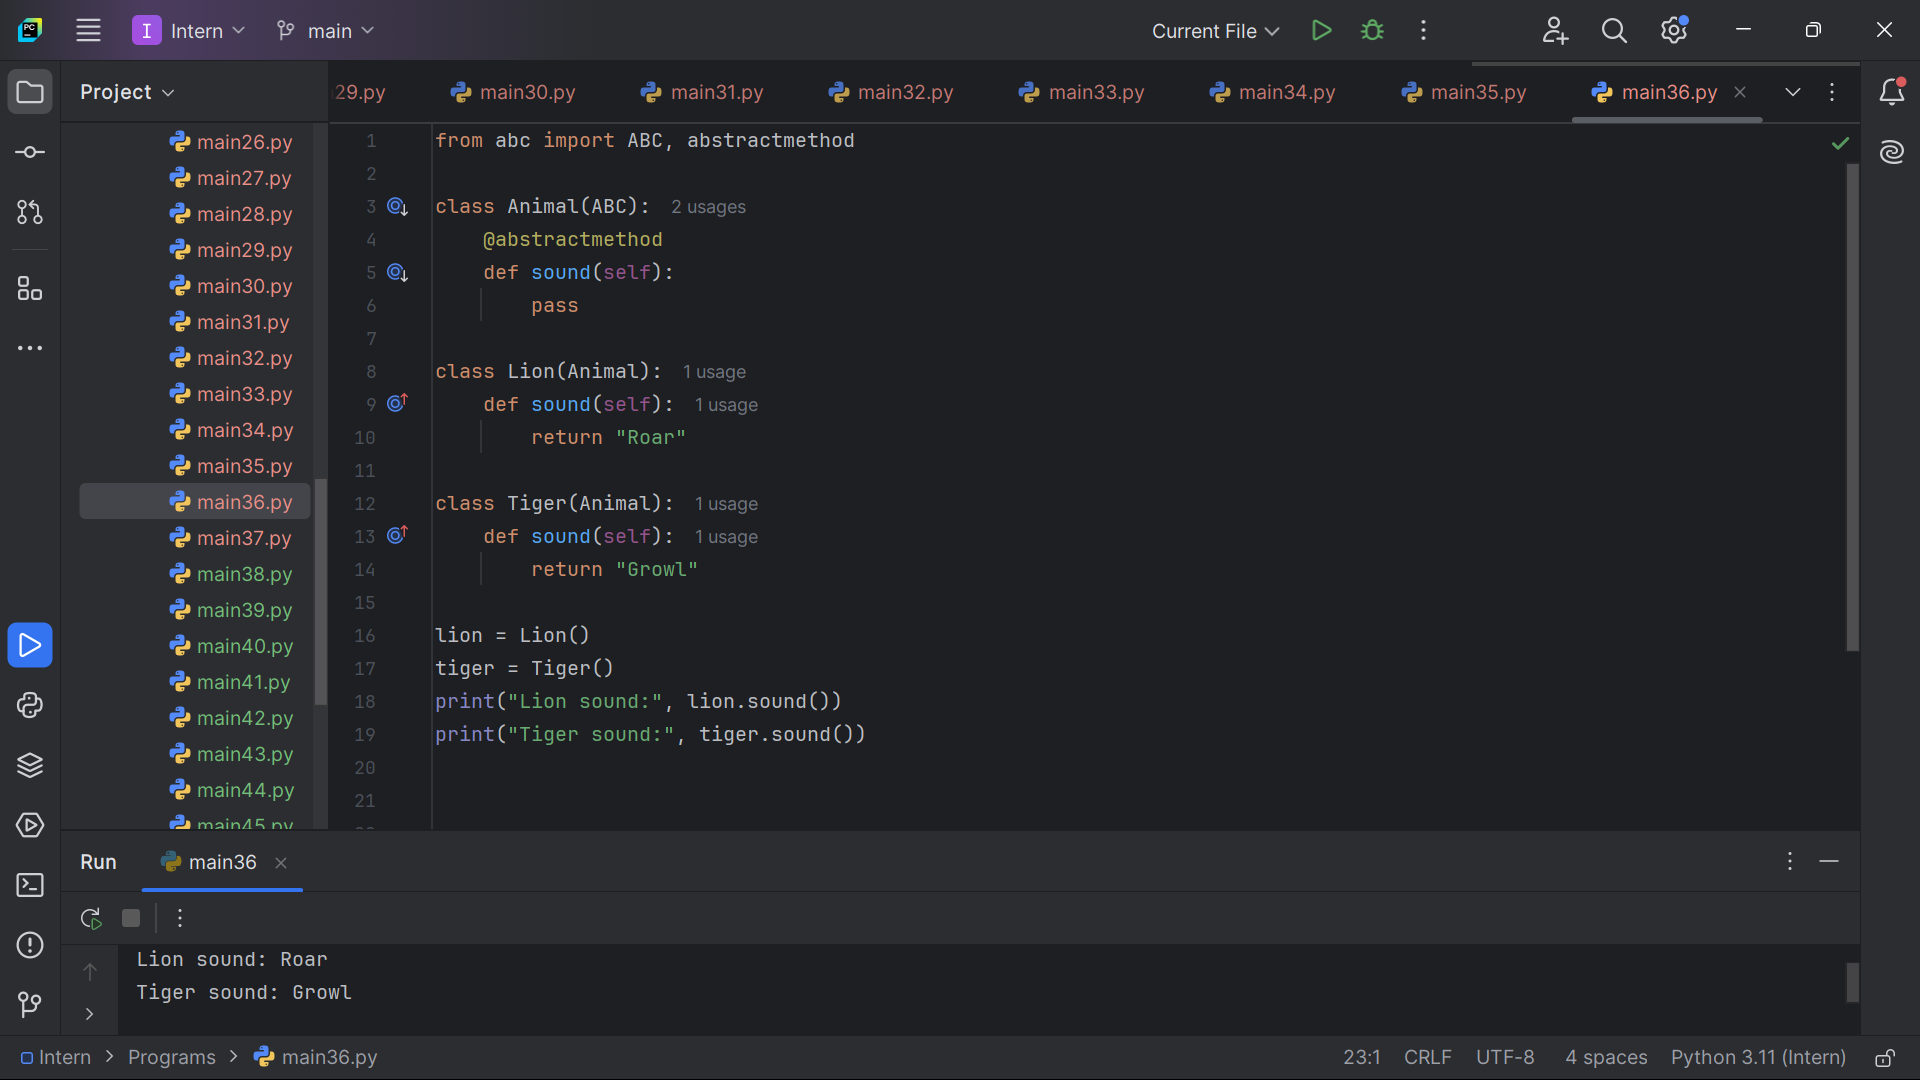 PC
I Intern main Current File
Project
29.py main30.py main31.py main32.py main33.py main34.py main35.py main36.py
main26.py
main27.py
main28.py
main29.py
main30.py
main31.py
main32.py
main33.py
main34.py
main35.py
main36.py
main37.py
main38.py
main39.py
main40.py
main41.py
main42.py
main43.py
main44.py
main45.py
1 from abc import ABC, abstractmethod
2
3 class Animal(ABC): 2 usages
4 @abstractmethod
5 def sound(self):
6 pass
7
8 class Lion(Animal): 1 usage
9 def sound(self): 1 usage
10 return "Roar"
11
12 class Tiger(Animal): 1 usage
13 def sound(self): 1 usage
14 return "Growl"
15
16 lion = Lion()
17 tiger = Tiger()
18 print("Lion sound:", lion.sound())
19 print("Tiger sound:", tiger.sound())
20
21
Run main36
Lion sound: Roar
Tiger sound: Growl
Intern > Programs > main36.py 23:1 CRLF UTF-8 4 spaces Python 3.11 (Intern)